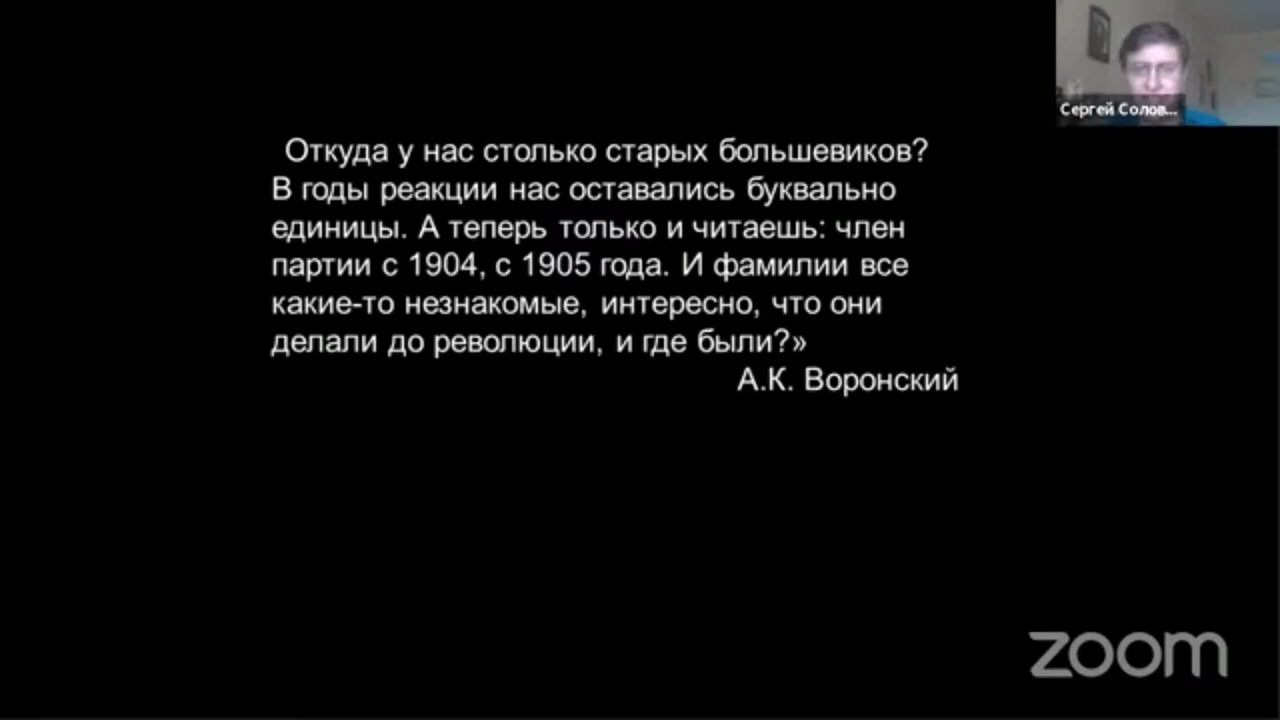 Сергей Солов...
Откуда у нас столько старых большевиков?
В годы реакции нас оставались буквально
единицы. А теперь только и читаешь: член
партии с 1904, с 1905 года. И фамилии все
какие-то незнакомые, интересно, что они
делали до революции, и где были?»
А.К. Воронский
zoom